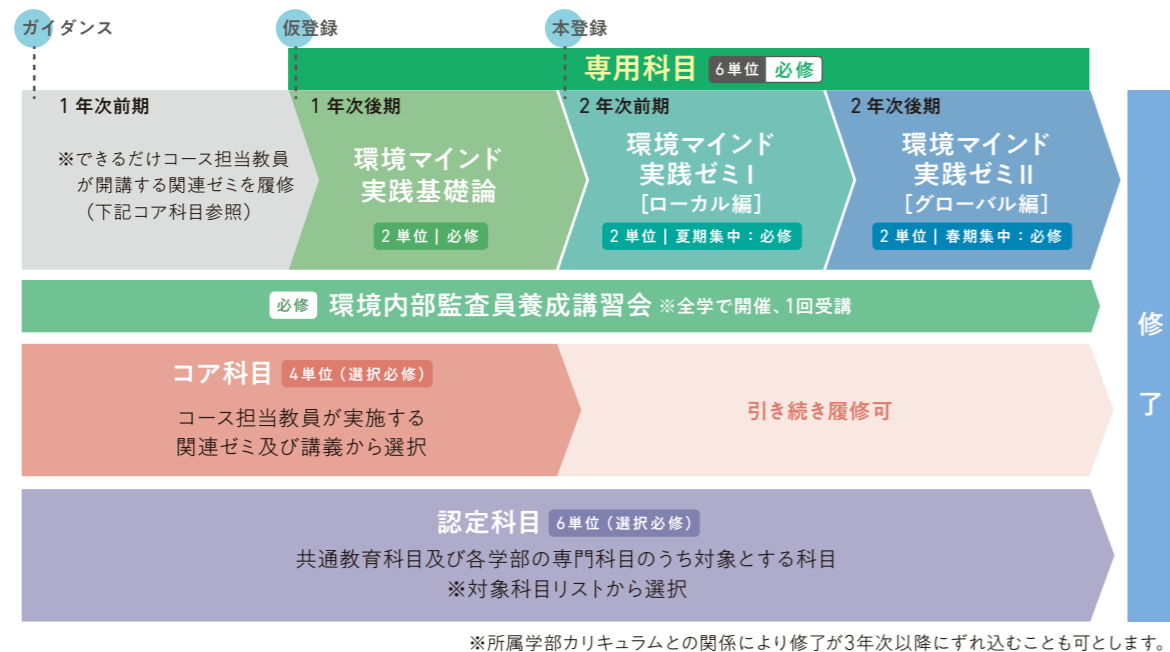 ガイダンス
仮登録
本登録
専用科目 6単位 必修
1 年次前期
※できるだけコース担当教員
が開講する関連ゼミを履修
（下記コア科目参照）
1 年次後期
環境マインド
実践基礎論
2 単位 | 必修
2 年次前期
環境マインド
実践ゼミⅠ
［ローカル編］
2 単位 | 夏期集中：必修
2 年次後期
環境マインド
実践ゼミⅡ
［グローバル編］
2 単位 | 春期集中：必修
必修 環境内部監査員養成講習会 ※全学で開催、1回受講
コア科目 4単位（選択必修）
コース担当教員が実施する
関連ゼミ及び講義から選択
引き続き履修可
認定科目 6単位（選択必修）
共通教育科目及び各学部の専門科目のうち対象とする科目
※対象科目リストから選択
修了
※所属学部カリキュラムとの関係により修了が3年次以降にずれ込むことも可とします。